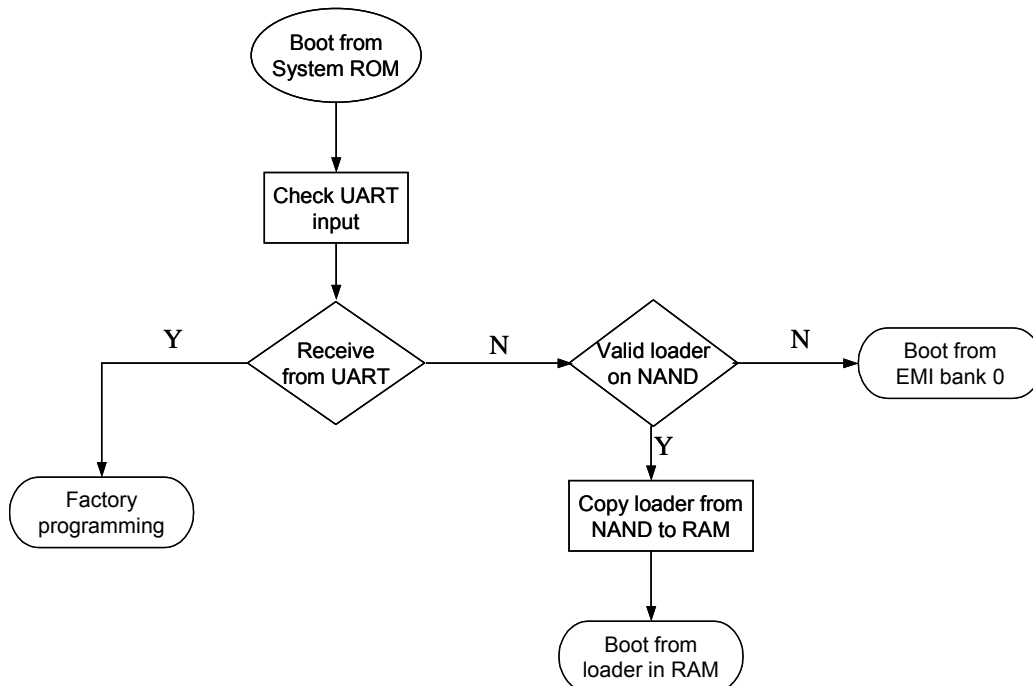 Boot from
System ROM
Check UART
input
Y
Receive
from UART
N
Valid loader
on NAND
N
Boot from
EMI bank 0
Y
Factory
programming
Copy loader from
NAND to RAM
Boot from
loader in RAM